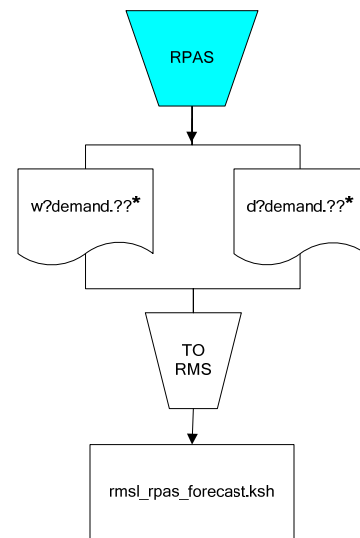 RPAS
w?demand.??*
d?demand.??*
TO
RMS
rmsl_rpas_forecast.ksh